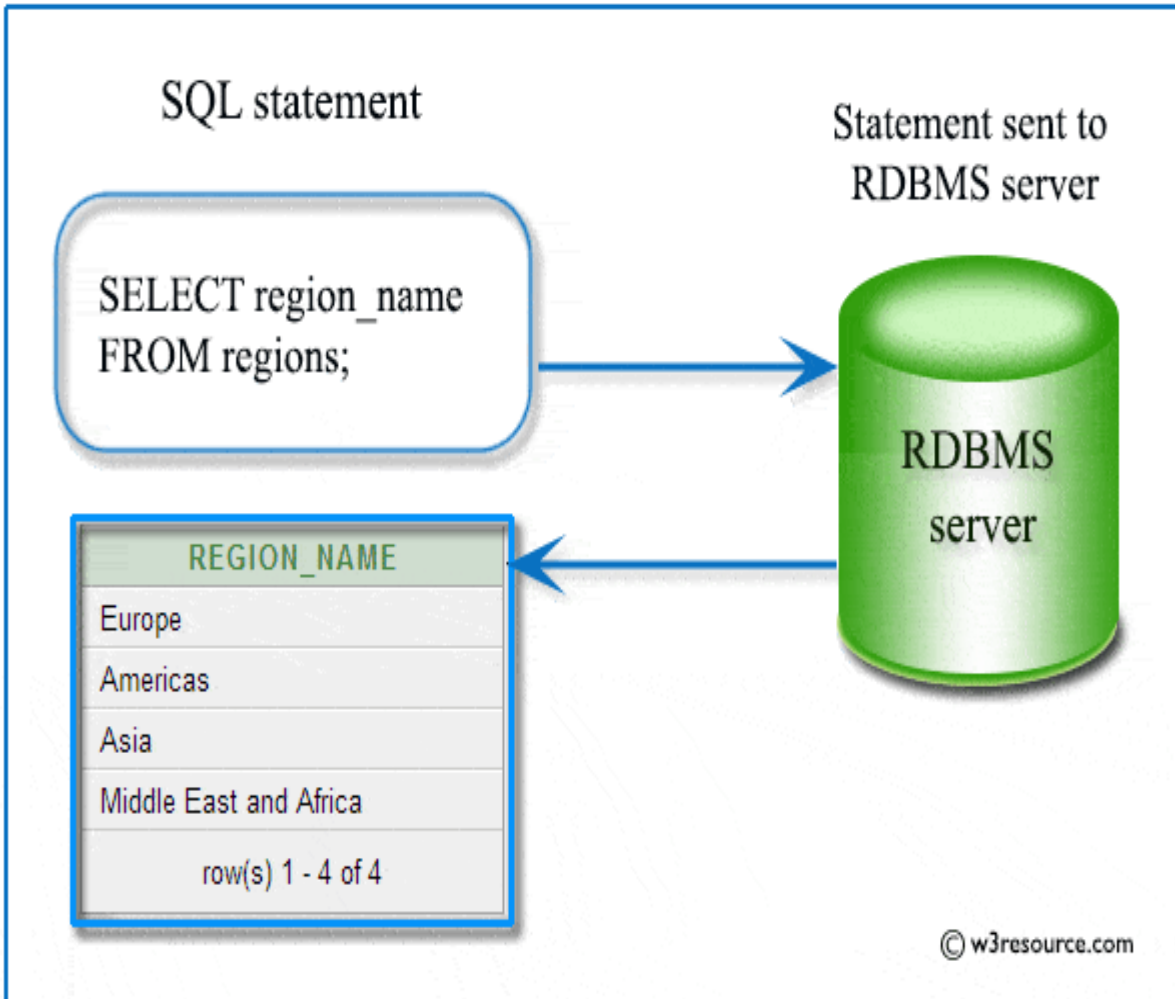 SQL statement
Statement sent to
RDBMS server
SELECT region_name
FROM regions;
RDBMS
server
REGION_NAME
Europe
Americas
Asia
Middle East and Africa
row(s) 1 - 4 of 4
© w3resource.com